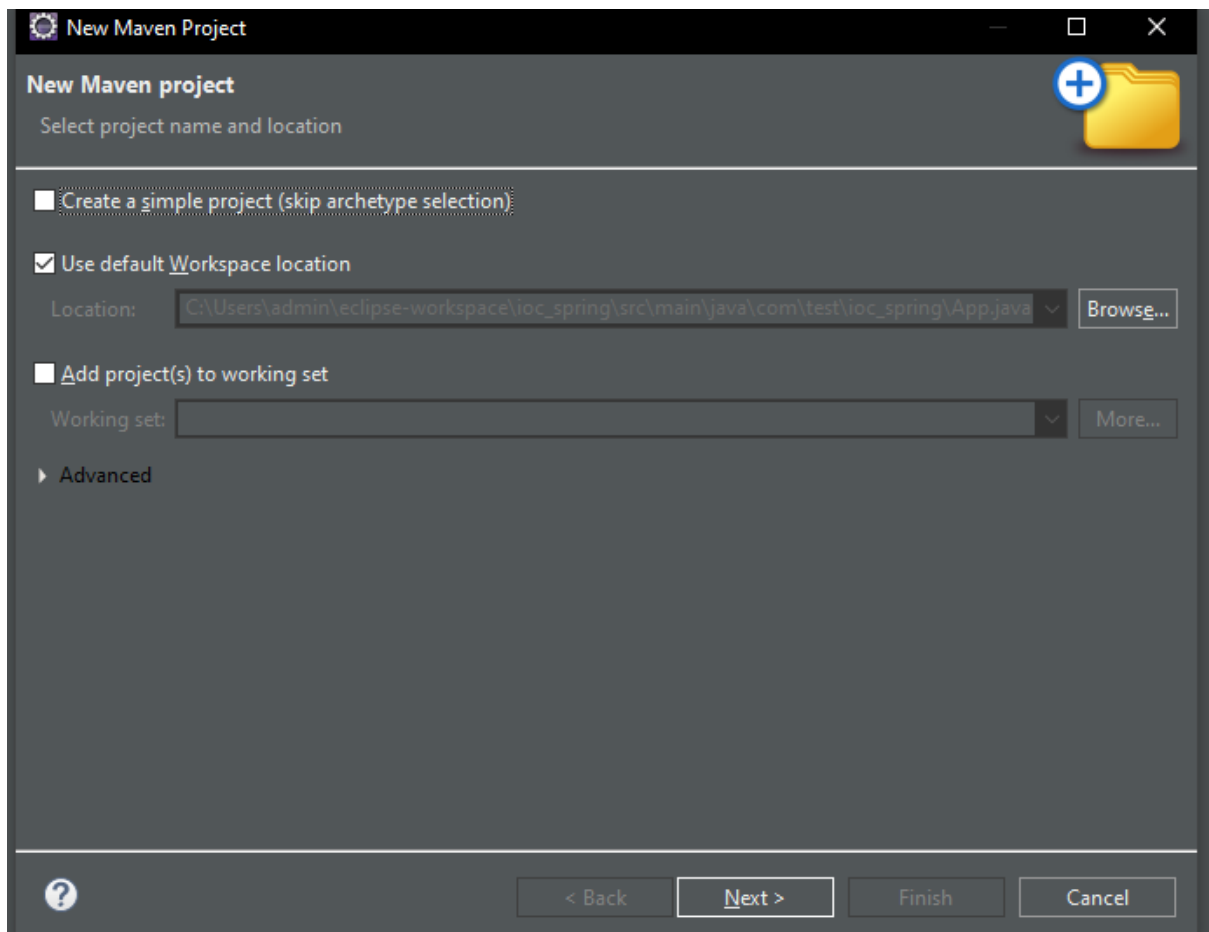 New Maven Project
New Maven project
Select project name and location
Create a simple project (skip archetype selection)
Use default Workspace location
Location: C:\Users\admin\eclipse-workspace\ioc_spring\src\main\java\com\test\ioc_spring\App.java Browse...
Add project(s) to working set
Working set: More...
Advanced
? < Back Next > Finish Cancel